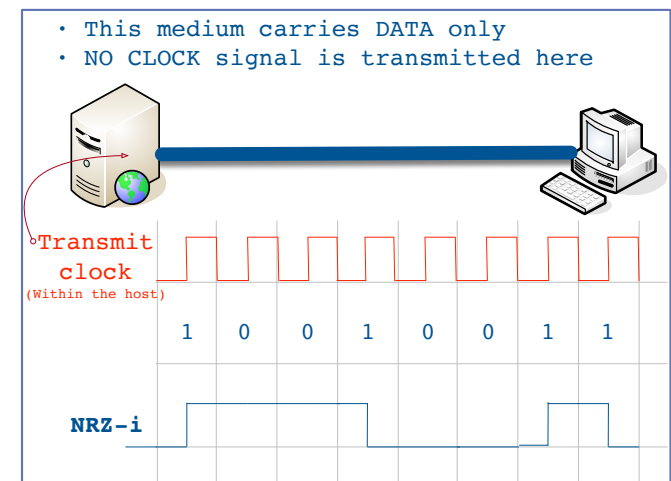 • This medium carries DATA only
• NO CLOCK signal is transmitted here
Transmit
clock
(Within the host)
1 0 0 1 0 0 1 1
NRZ-i